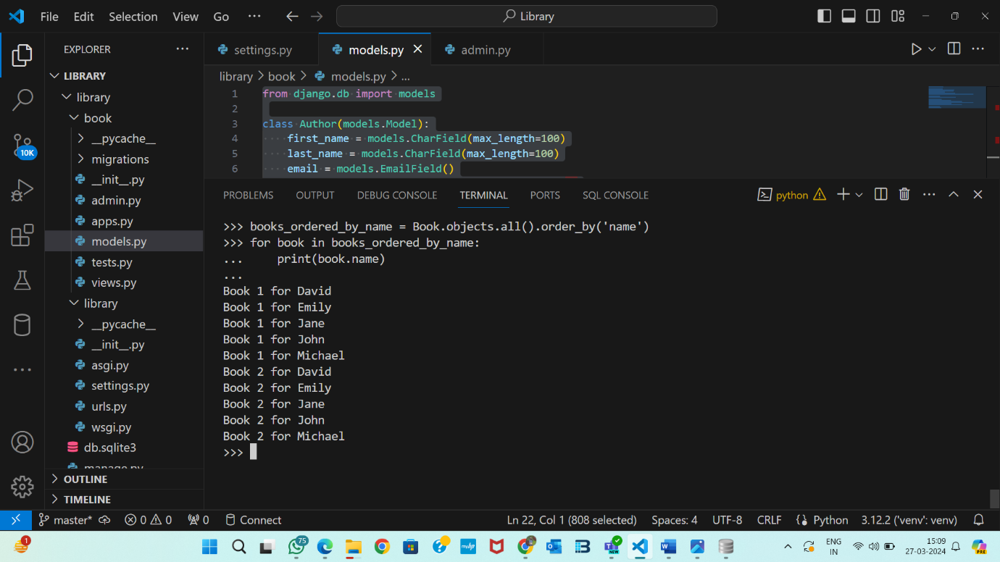 File Edit Selection View Go ... Library
EXPLORER ...
LIBRARY
library
book
__pycache__
migrations
__init__.py
admin.py
apps.py
models.py
tests.py
views.py
library
__pycache__
__init__.py
asgi.py
settings.py
urls.py
wsgi.py
db.sqlite3
manage.py
OUTLINE
TIMELINE
10K
settings.py models.py admin.py
library > book > models.py > ...
1 from django.db import models
2
3 class Author(models.Model):
4 first_name = models.CharField(max_length=100)
5 last_name = models.CharField(max_length=100)
6 email = models.EmailField()
PROBLEMS OUTPUT DEBUG CONSOLE TERMINAL PORTS SQL CONSOLE python
>>> books_ordered_by_name = Book.objects.all().order_by('name')
>>> for book in books_ordered_by_name:
... print(book.name)
...
Book 1 for David
Book 1 for Emily
Book 1 for Jane
Book 1 for John
Book 1 for Michael
Book 2 for David
Book 2 for Emily
Book 2 for Jane
Book 2 for John
Book 2 for Michael
>>>
master* 0 0 0 Connect Ln 22, Col 1 (808 selected) Spaces: 4 UTF-8 CRLF Python 3.12.2 ('venv': venv)
1 75 myhp NEW ENG IN 15:09 27-03-2024 PRE